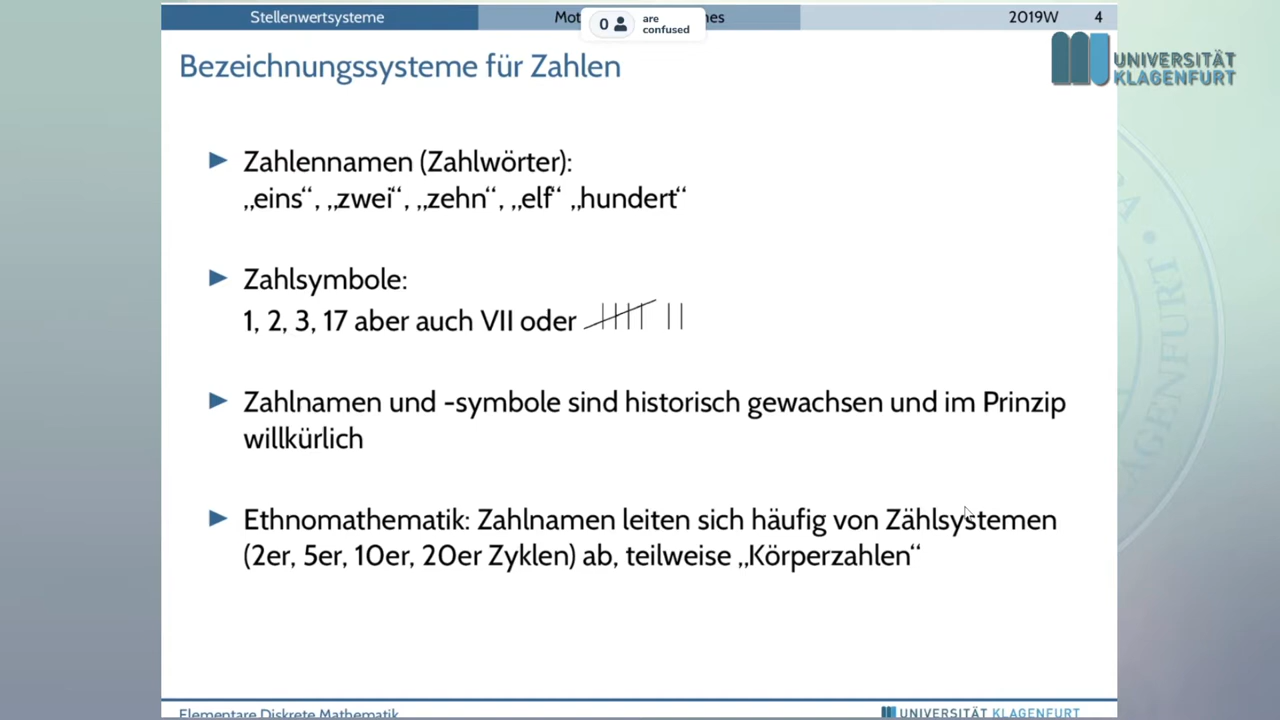 Stellenwertsysteme
2019W 4
0 are confused
Bezeichnungssysteme für Zahlen
UNIVERSITÄT
KLAGENFURT
Zahlennamen (Zahlwörter):
„eins“, „zwei“, „zehn“, „elf“ „hundert“
Zahlsymbole:
1, 2, 3, 17 aber auch VII oder
Zahlnamen und -symbole sind historisch gewachsen und im Prinzip
willkürlich
Ethnomathematik: Zahlnamen leiten sich häufig von Zählsystemen
(2er, 5er, 10er, 20er Zyklen) ab, teilweise „Körperzahlen“
Elementare Diskrete Mathematik
UNIVERSITÄT KLAGENFURT